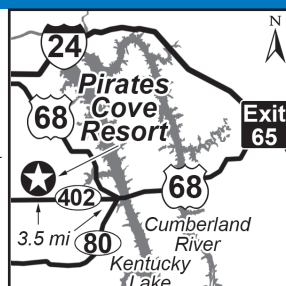 N
24
Pirates
Cove
Resort
68
Exit
65
68
402
3.5 mi
80
Cumberland
River
Kentucky
Lake